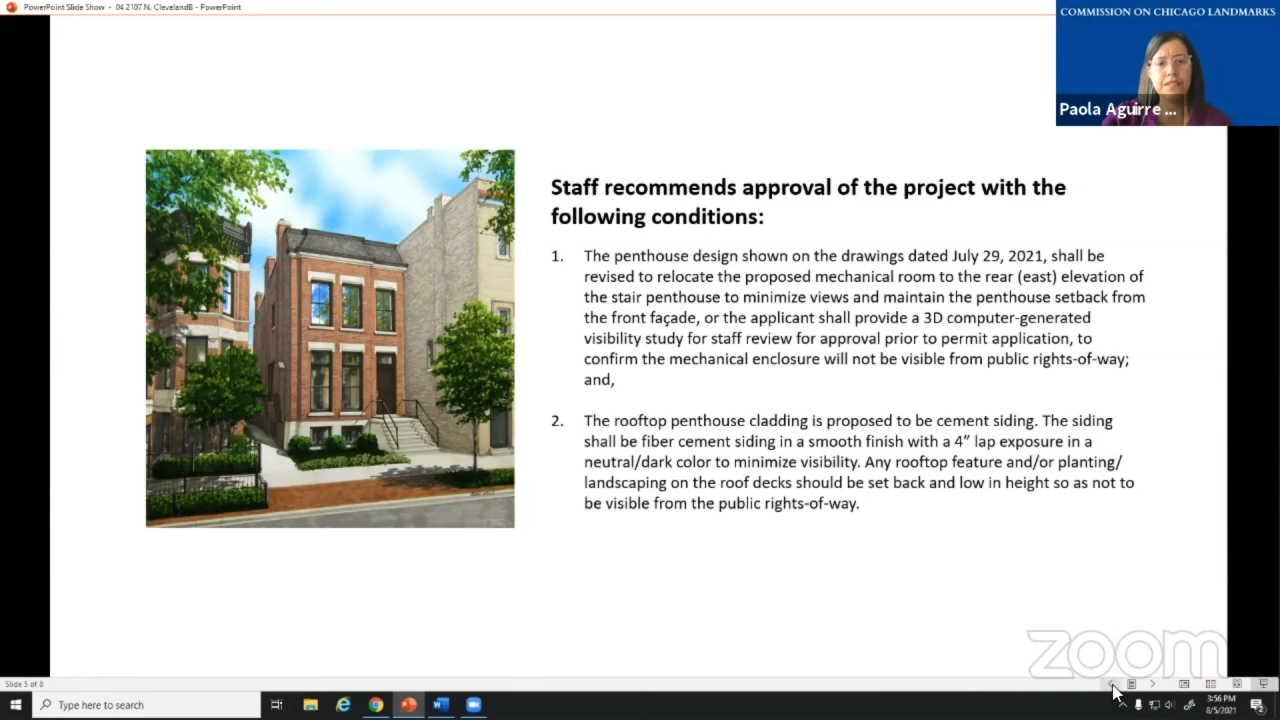 PowerPoint Slide Show - 04 2107 N. ClevelandB - PowerPoint
COMMISSION ON CHICAGO LANDMARKS
Paola Aguirre ...
Staff recommends approval of the project with the
following conditions:
1. The penthouse design shown on the drawings dated July 29, 2021, shall be
revised to relocate the proposed mechanical room to the rear (east) elevation of
the stair penthouse to minimize views and maintain the penthouse setback from
the front façade, or the applicant shall provide a 3D computer-generated
visibility study for staff review for approval prior to permit application, to
confirm the mechanical enclosure will not be visible from public rights-of-way;
and,
2. The rooftop penthouse cladding is proposed to be cement siding. The siding
shall be fiber cement siding in a smooth finish with a 4” lap exposure in a
neutral/dark color to minimize visibility. Any rooftop feature and/or planting/
landscaping on the roof decks should be set back and low in height so as not to
be visible from the public rights-of-way.
zoom
Slide 5 of 8
Type here to search
3:56 PM
8/5/2021
2